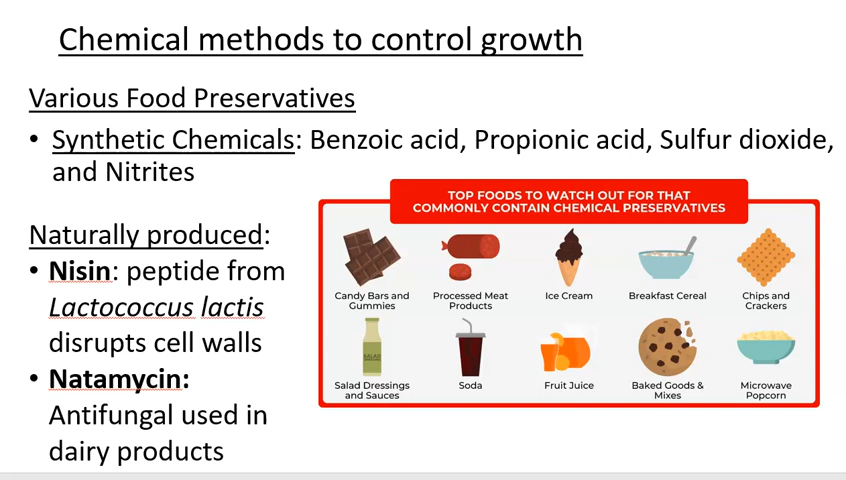 Chemical methods to control growth
Various Food Preservatives
• Synthetic Chemicals: Benzoic acid, Propionic acid, Sulfur dioxide,
and Nitrites
Naturally produced:
• Nisin: peptide from
Lactococcus lactis
disrupts cell walls
• Natamycin:
Antifungal used in
dairy products
TOP FOODS TO WATCH OUT FOR THAT
COMMONLY CONTAIN CHEMICAL PRESERVATIVES
Candy Bars and
Gummies
Processed Meat
Products
Ice Cream
Breakfast Cereal
Chips and
Crackers
SALAD
Salad Dressings
and Sauces
Soda
Fruit Juice
Baked Goods &
Mixes
Microwave
Popcorn